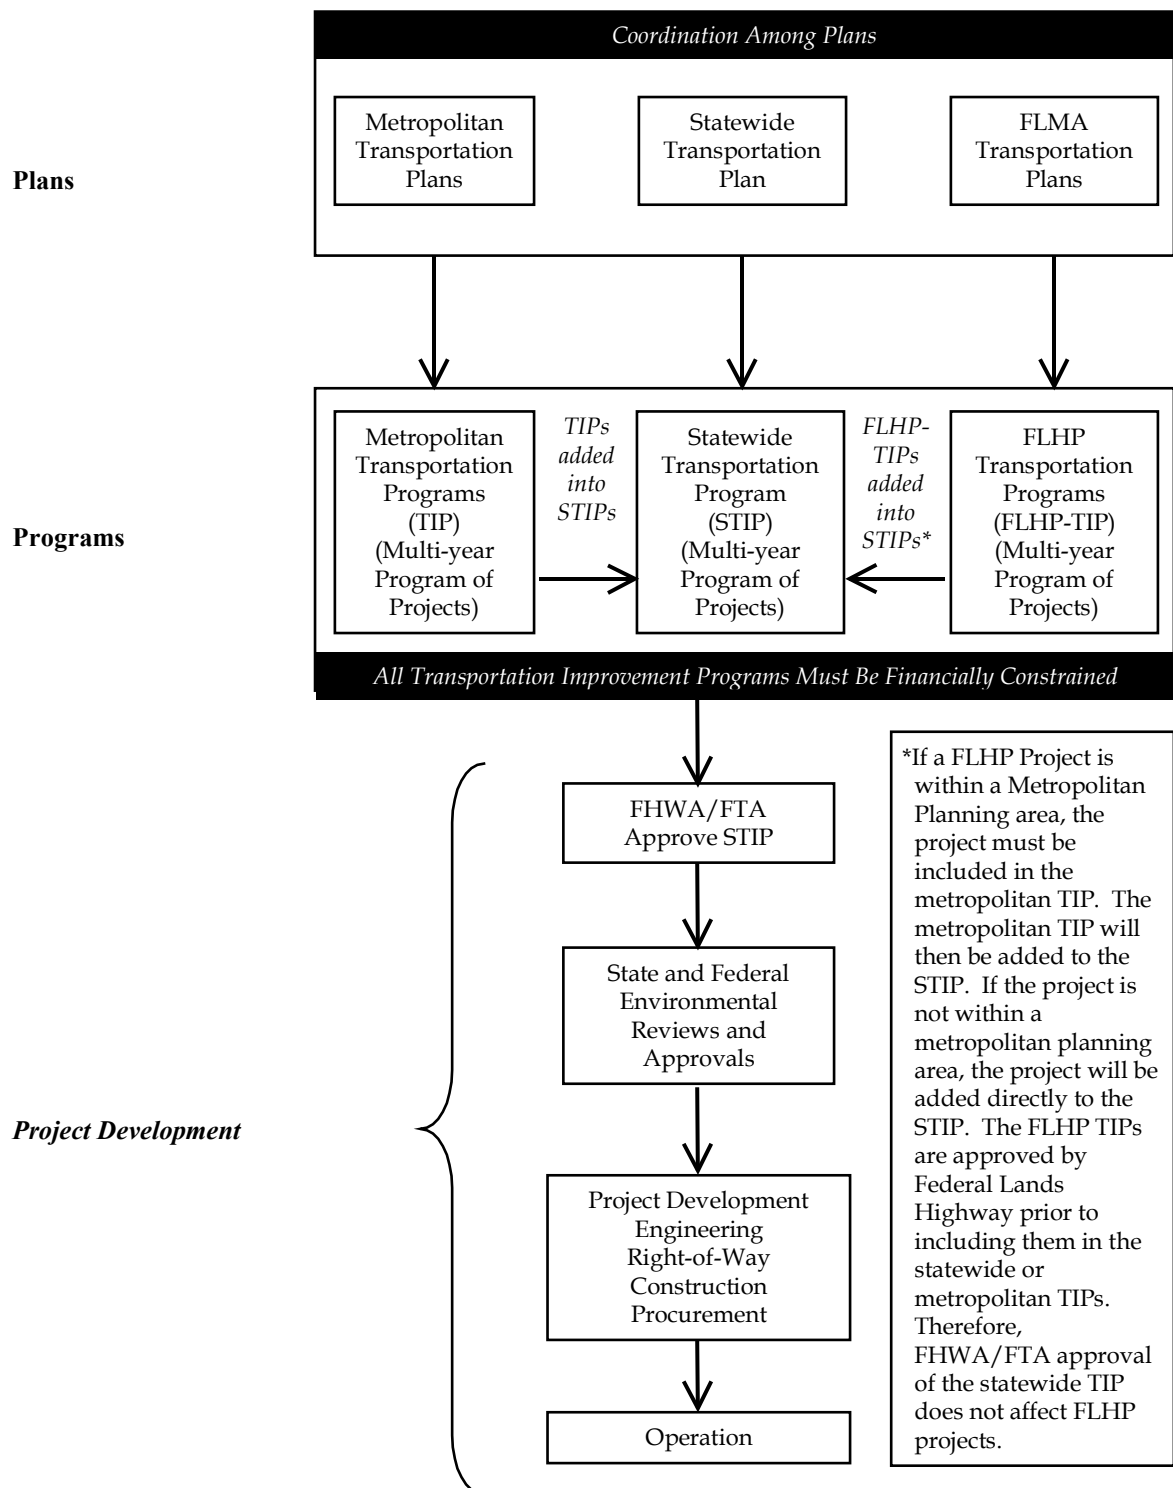 Coordination Among Plans
Plans
Metropolitan
Transportation
Plans
Statewide
Transportation
Plan
FLMA
Transportation
Plans
Programs
Metropolitan
Transportation
Programs
(TIP)
(Multi-year
Program of
Projects)
TIPs
added
into
STIPs
Statewide
Transportation
Program
(STIP)
(Multi-year
Program of
Projects)
FLHP-
TIPs
added
into
STIPs*
FLHP
Transportation
Programs
(FLHP-TIP)
(Multi-year
Program of
Projects)
All Transportation Improvement Programs Must Be Financially Constrained
Project Development
FHWA/FTA
Approve STIP
State and Federal
Environmental
Reviews and
Approvals
Project Development
Engineering
Right-of-Way
Construction
Procurement
Operation
*If a FLHP Project is
within a Metropolitan
Planning area, the
project must be
included in the
metropolitan TIP.  The
metropolitan TIP will
then be added to the
STIP.  If the project is
not within a
metropolitan planning
area, the project will be
added directly to the
STIP.  The FLHP TIPs
are approved by
Federal Lands
Highway prior to
including them in the
statewide or
metropolitan TIPs.
Therefore,
FHWA/FTA approval
of the statewide TIP
does not affect FLHP
projects.